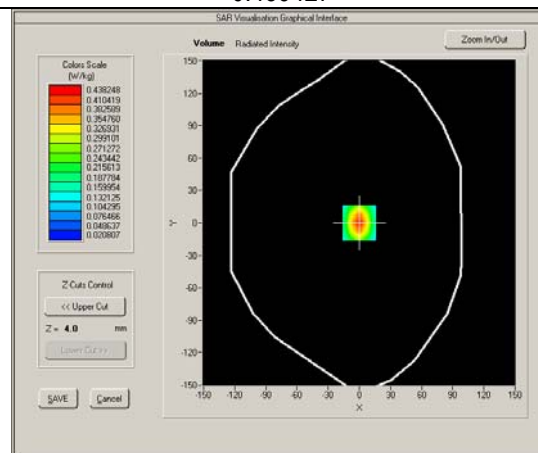 SAR Visualisation Graphical Interface
Volume Radiated Intensity
Zoom In/Out
Colors Scale
(W/kg)
0.438248
0.410419
0.382589
0.354760
0.326931
0.299101
0.271272
0.243442
0.215613
0.187784
0.159954
0.132125
0.104295
0.076466
0.048637
0.020807
Z Cuts Control
<< Upper Cut
Z = 4.0 mm
Lower Cut >>
SAVE Cancel
150
120
90
60
30
Y 0
-30
-60
-90
-120
-150
-150 -120 -90 -60 -30 0 30 60 90 120 150
X